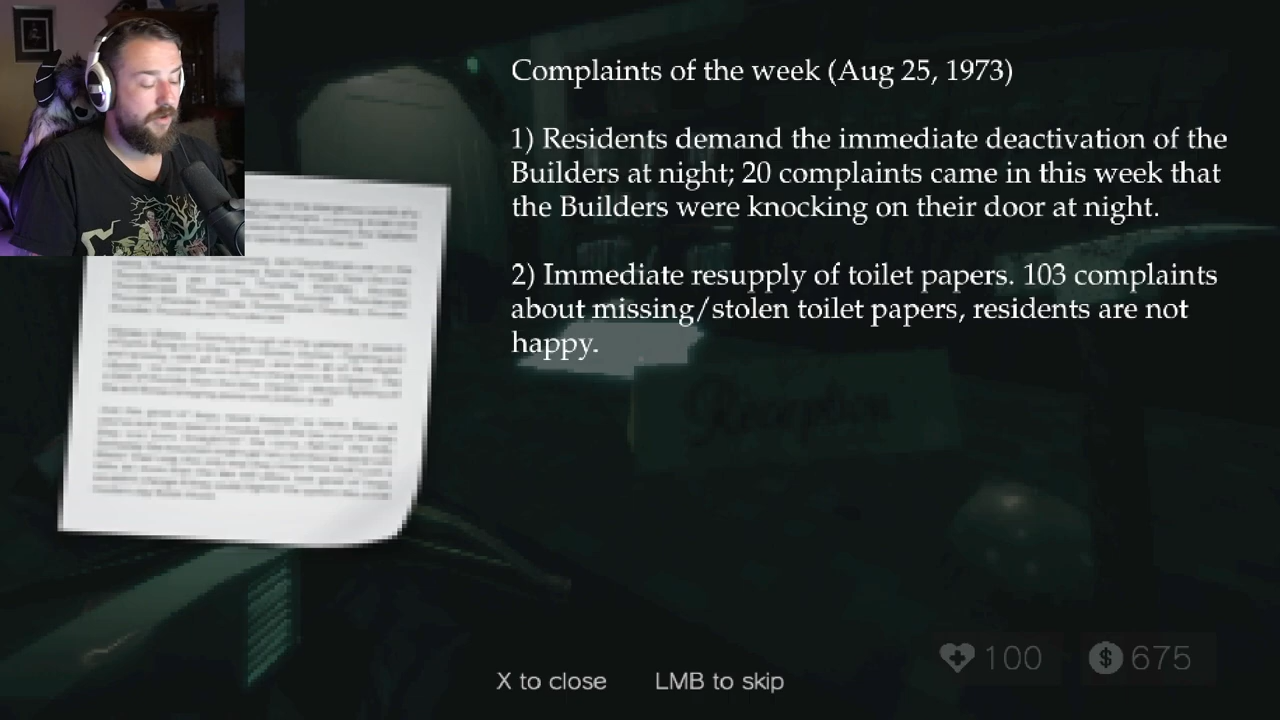 Complaints of the week (Aug 25, 1973)
1) Residents demand the immediate deactivation of the
Builders at night; 20 complaints came in this week that
the Builders were knocking on their door at night.
2) Immediate resupply of toilet papers. 103 complaints
about missing/stolen toilet papers, residents are not
happy.
Reception
X to close LMB to skip
100 $ 675